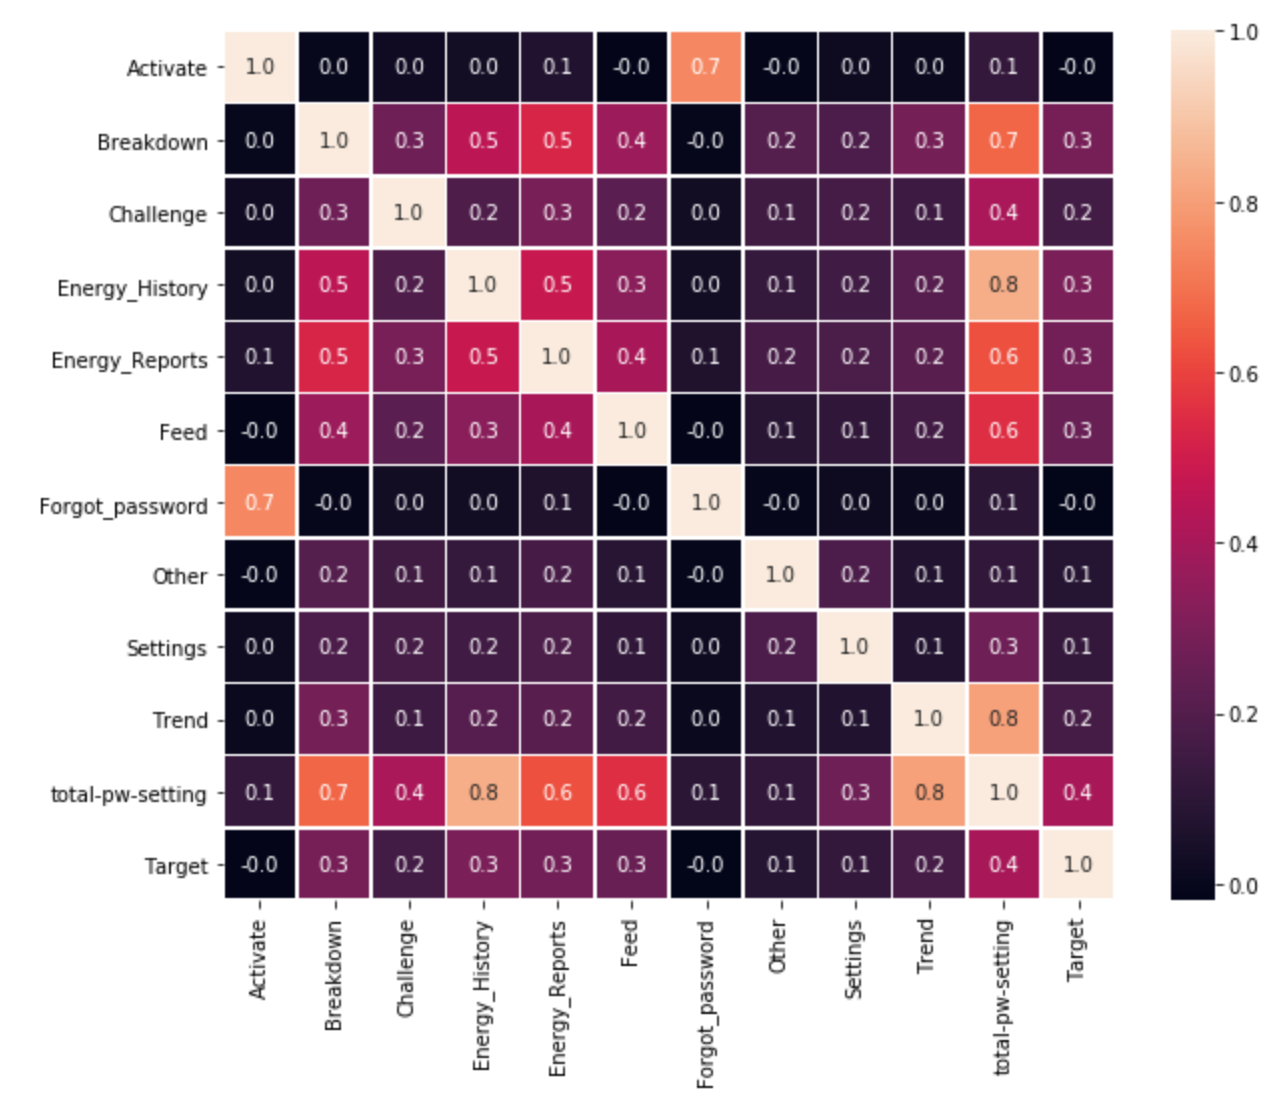 Activate 1.0 0.0 0.0 0.0 0.1 -0.0 0.7 -0.0 0.0 0.0 0.1 -0.0
Breakdown 0.0 1.0 0.3 0.5 0.5 0.4 -0.0 0.2 0.2 0.3 0.7 0.3
Challenge 0.0 0.3 1.0 0.2 0.3 0.2 0.0 0.1 0.2 0.1 0.4 0.2
Energy_History 0.0 0.5 0.2 1.0 0.5 0.3 0.0 0.1 0.2 0.2 0.8 0.3
Energy_Reports 0.1 0.5 0.3 0.5 1.0 0.4 0.1 0.2 0.2 0.2 0.6 0.3
Feed -0.0 0.4 0.2 0.3 0.4 1.0 -0.0 0.1 0.1 0.2 0.6 0.3
Forgot_password 0.7 -0.0 0.0 0.0 0.1 -0.0 1.0 -0.0 0.0 0.0 0.1 -0.0
Other -0.0 0.2 0.1 0.1 0.2 0.1 -0.0 1.0 0.2 0.1 0.1 0.1
Settings 0.0 0.2 0.2 0.2 0.2 0.1 0.0 0.2 1.0 0.1 0.3 0.1
Trend 0.0 0.3 0.1 0.2 0.2 0.2 0.0 0.1 0.1 1.0 0.8 0.2
total-pw-setting 0.1 0.7 0.4 0.8 0.6 0.6 0.1 0.1 0.3 0.8 1.0 0.4
Target -0.0 0.3 0.2 0.3 0.3 0.3 -0.0 0.1 0.1 0.2 0.4 1.0
Activate
Breakdown
Challenge
Energy_History
Energy_Reports
Feed
Forgot_password
Other
Settings
Trend
total-pw-setting
Target
1.0
0.8
0.6
0.4
0.2
0.0